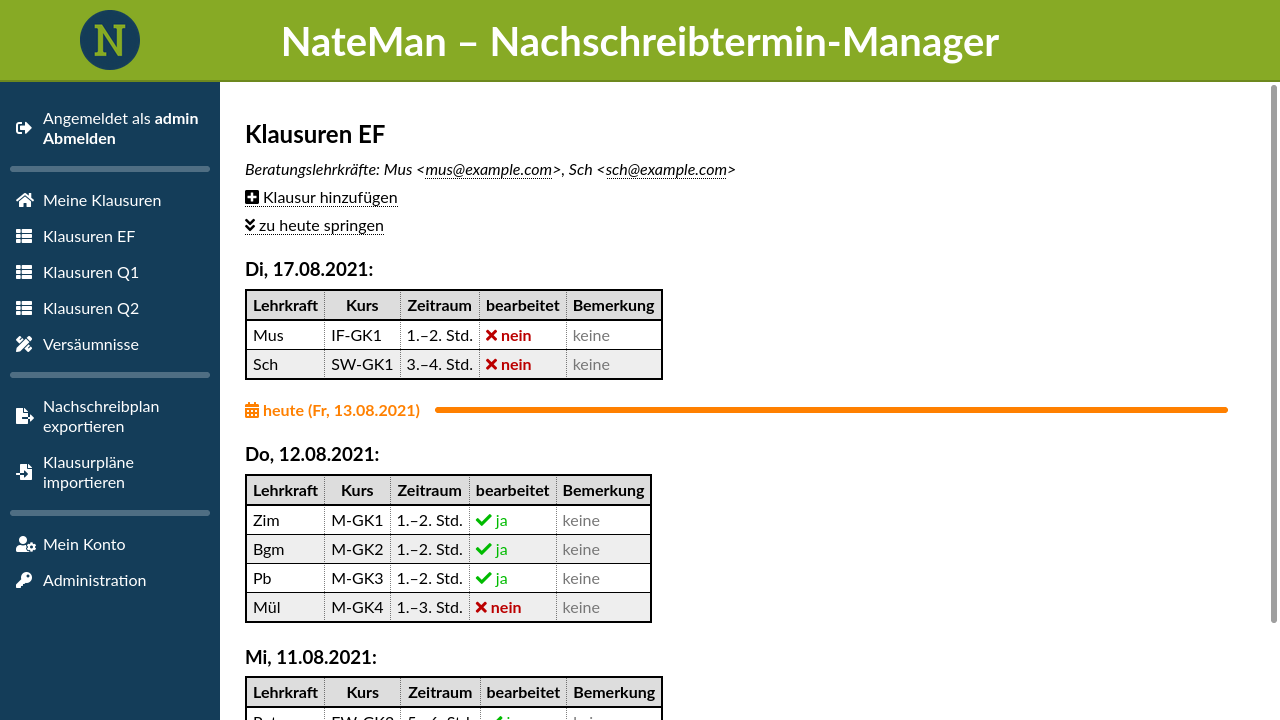 N
NateMan – Nachschreibtermin-Manager
Angemeldet als admin
Abmelden
Meine Klausuren
Klausuren EF
Klausuren Q1
Klausuren Q2
Versäumnisse
Nachschreibplan
exportieren
Klausurpläne
importieren
Mein Konto
Administration
Klausuren EF
Beratungslehrkräfte: Mus <mus@example.com>, Sch <sch@example.com>
Klausur hinzufügen
zu heute springen
Di, 17.08.2021:
Lehrkraft Kurs Zeitraum bearbeitet Bemerkung
Mus IF-GK1 1.–2. Std. nein keine
Sch SW-GK1 3.–4. Std. nein keine
heute (Fr, 13.08.2021)
Do, 12.08.2021:
Lehrkraft Kurs Zeitraum bearbeitet Bemerkung
Zim M-GK1 1.–2. Std. ja keine
Bgm M-GK2 1.–2. Std. ja keine
Pb M-GK3 1.–2. Std. ja keine
Mül M-GK4 1.–3. Std. nein keine
Mi, 11.08.2021:
Lehrkraft Kurs Zeitraum bearbeitet Bemerkung